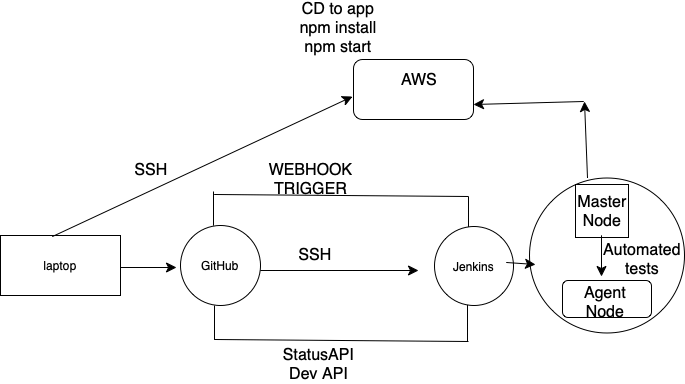 CD to app
npm install
npm start
AWS
SSH
WEBHOOK
TRIGGER
Master
Node
laptop
GitHub
SSH
Jenkins
Automated
tests
Agent
Node
StatusAPI
Dev API